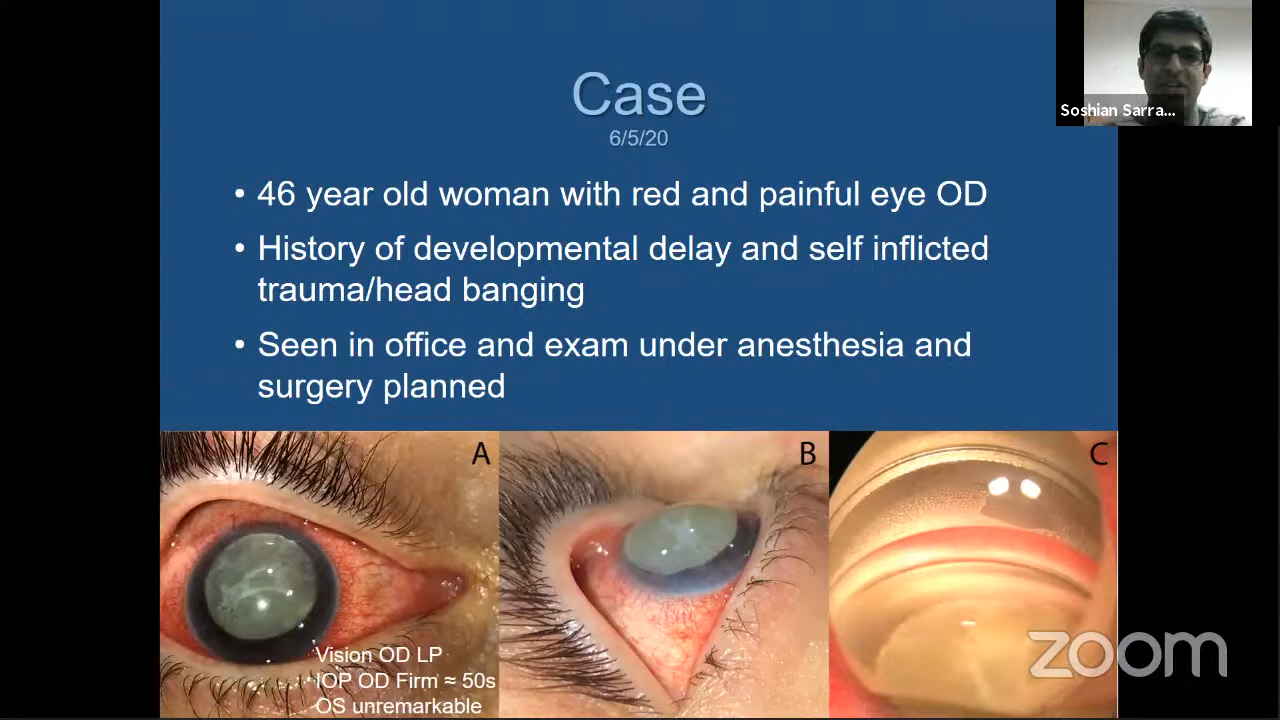 Soshian Sarra...
Case
6/5/20
• 46 year old woman with red and painful eye OD
• History of developmental delay and self inflicted
trauma/head banging
• Seen in office and exam under anesthesia and
surgery planned
A
B
C
Vision OD LP
IOP OD Firm ≈ 50s
OS unremarkable
zoom